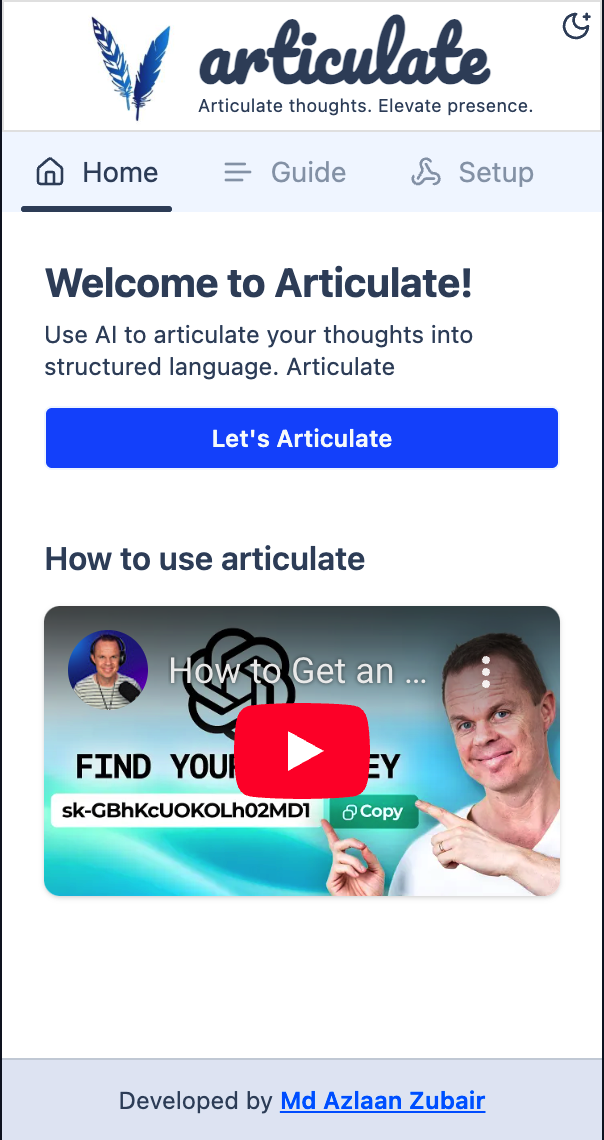 articulate
Articulate thoughts. Elevate presence.
Home Guide Setup
Welcome to Articulate!
Use AI to articulate your thoughts into
structured language. Articulate
Let's Articulate
How to use articulate
How to Get an ...
FIND YOUR EY
sk-GBhKcUOKOLh02MD1 Copy
Developed by Md Azlaan Zubair